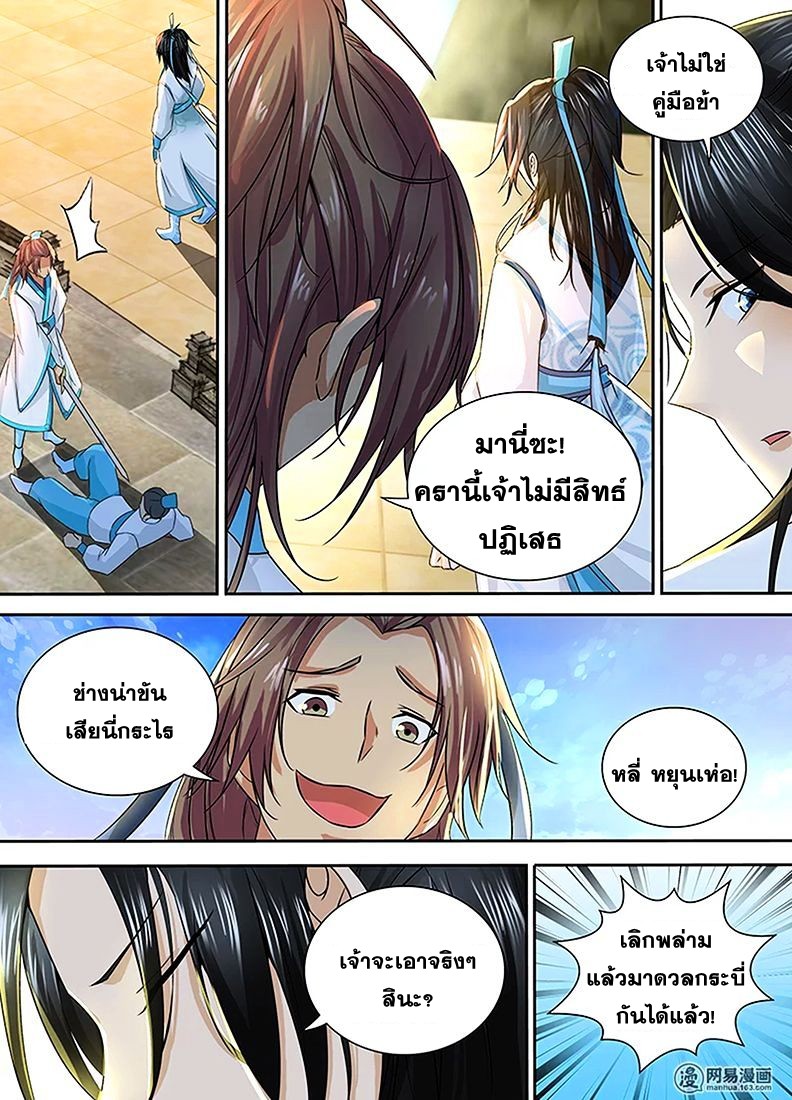 เจ้าไม่ใช่
คู่มือข้า
มานี่ซะ!
ครานี้เจ้าไม่มีสิทธ์
ปฏิเสธ
ช่างน่าขัน
เสียนี่กระไร
หลี่ หยุนเท่อ!
เจ้าจะเอาจริงๆ
สินะ?
เลิกพล่าม
แล้วมาดวลกระบี่
กันได้แล้ว!
漫 网易漫画
manhua.163.com